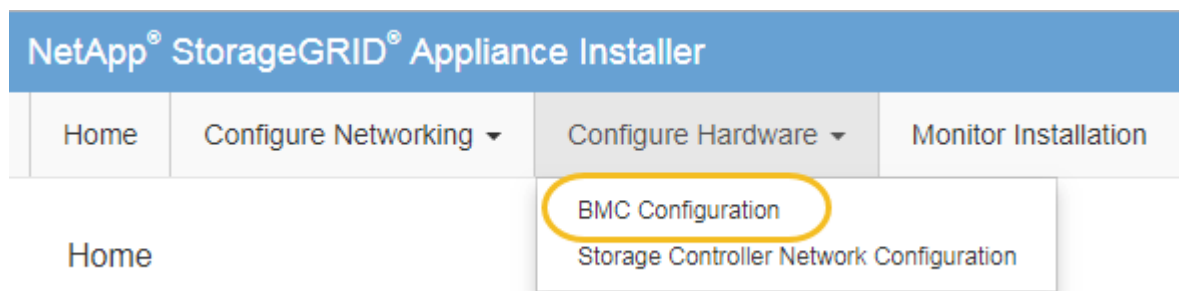 NetApp® StorageGRID® Appliance Installer
Home Configure Networking Configure Hardware Monitor Installation
BMC Configuration
Home
Storage Controller Network Configuration